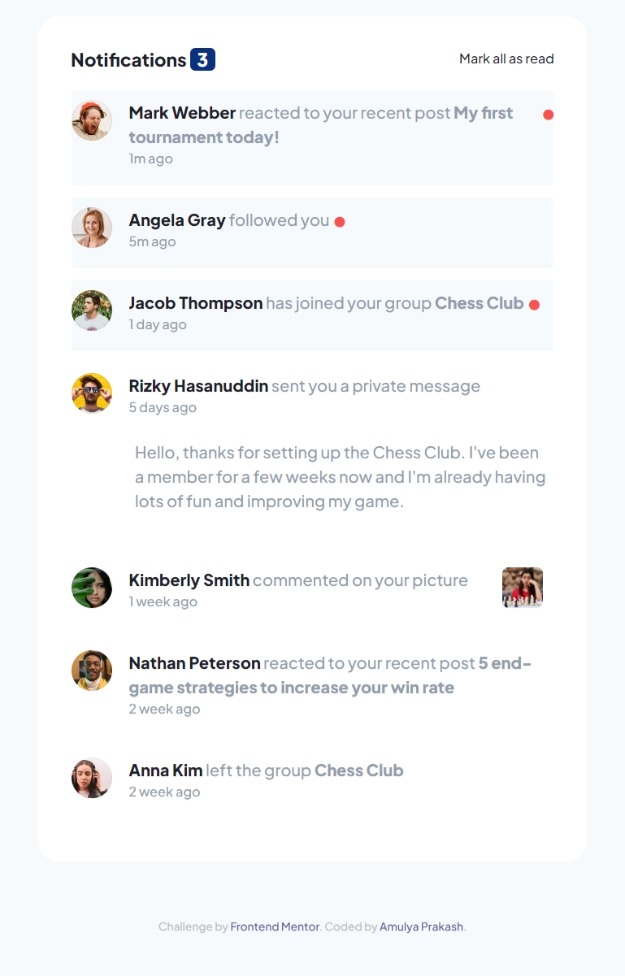 Notifications 3
Mark all as read
Mark Webber reacted to your recent post My first
tournament today!
1m ago
Angela Gray followed you
5m ago
Jacob Thompson has joined your group Chess Club
1 day ago
Rizky Hasanuddin sent you a private message
5 days ago
Hello, thanks for setting up the Chess Club. I've been
a member for a few weeks now and I'm already having
lots of fun and improving my game.
Kimberly Smith commented on your picture
1 week ago
Nathan Peterson reacted to your recent post 5 end-
game strategies to increase your win rate
2 week ago
Anna Kim left the group Chess Club
2 week ago
Challenge by Frontend Mentor. Coded by Amulya Prakash.